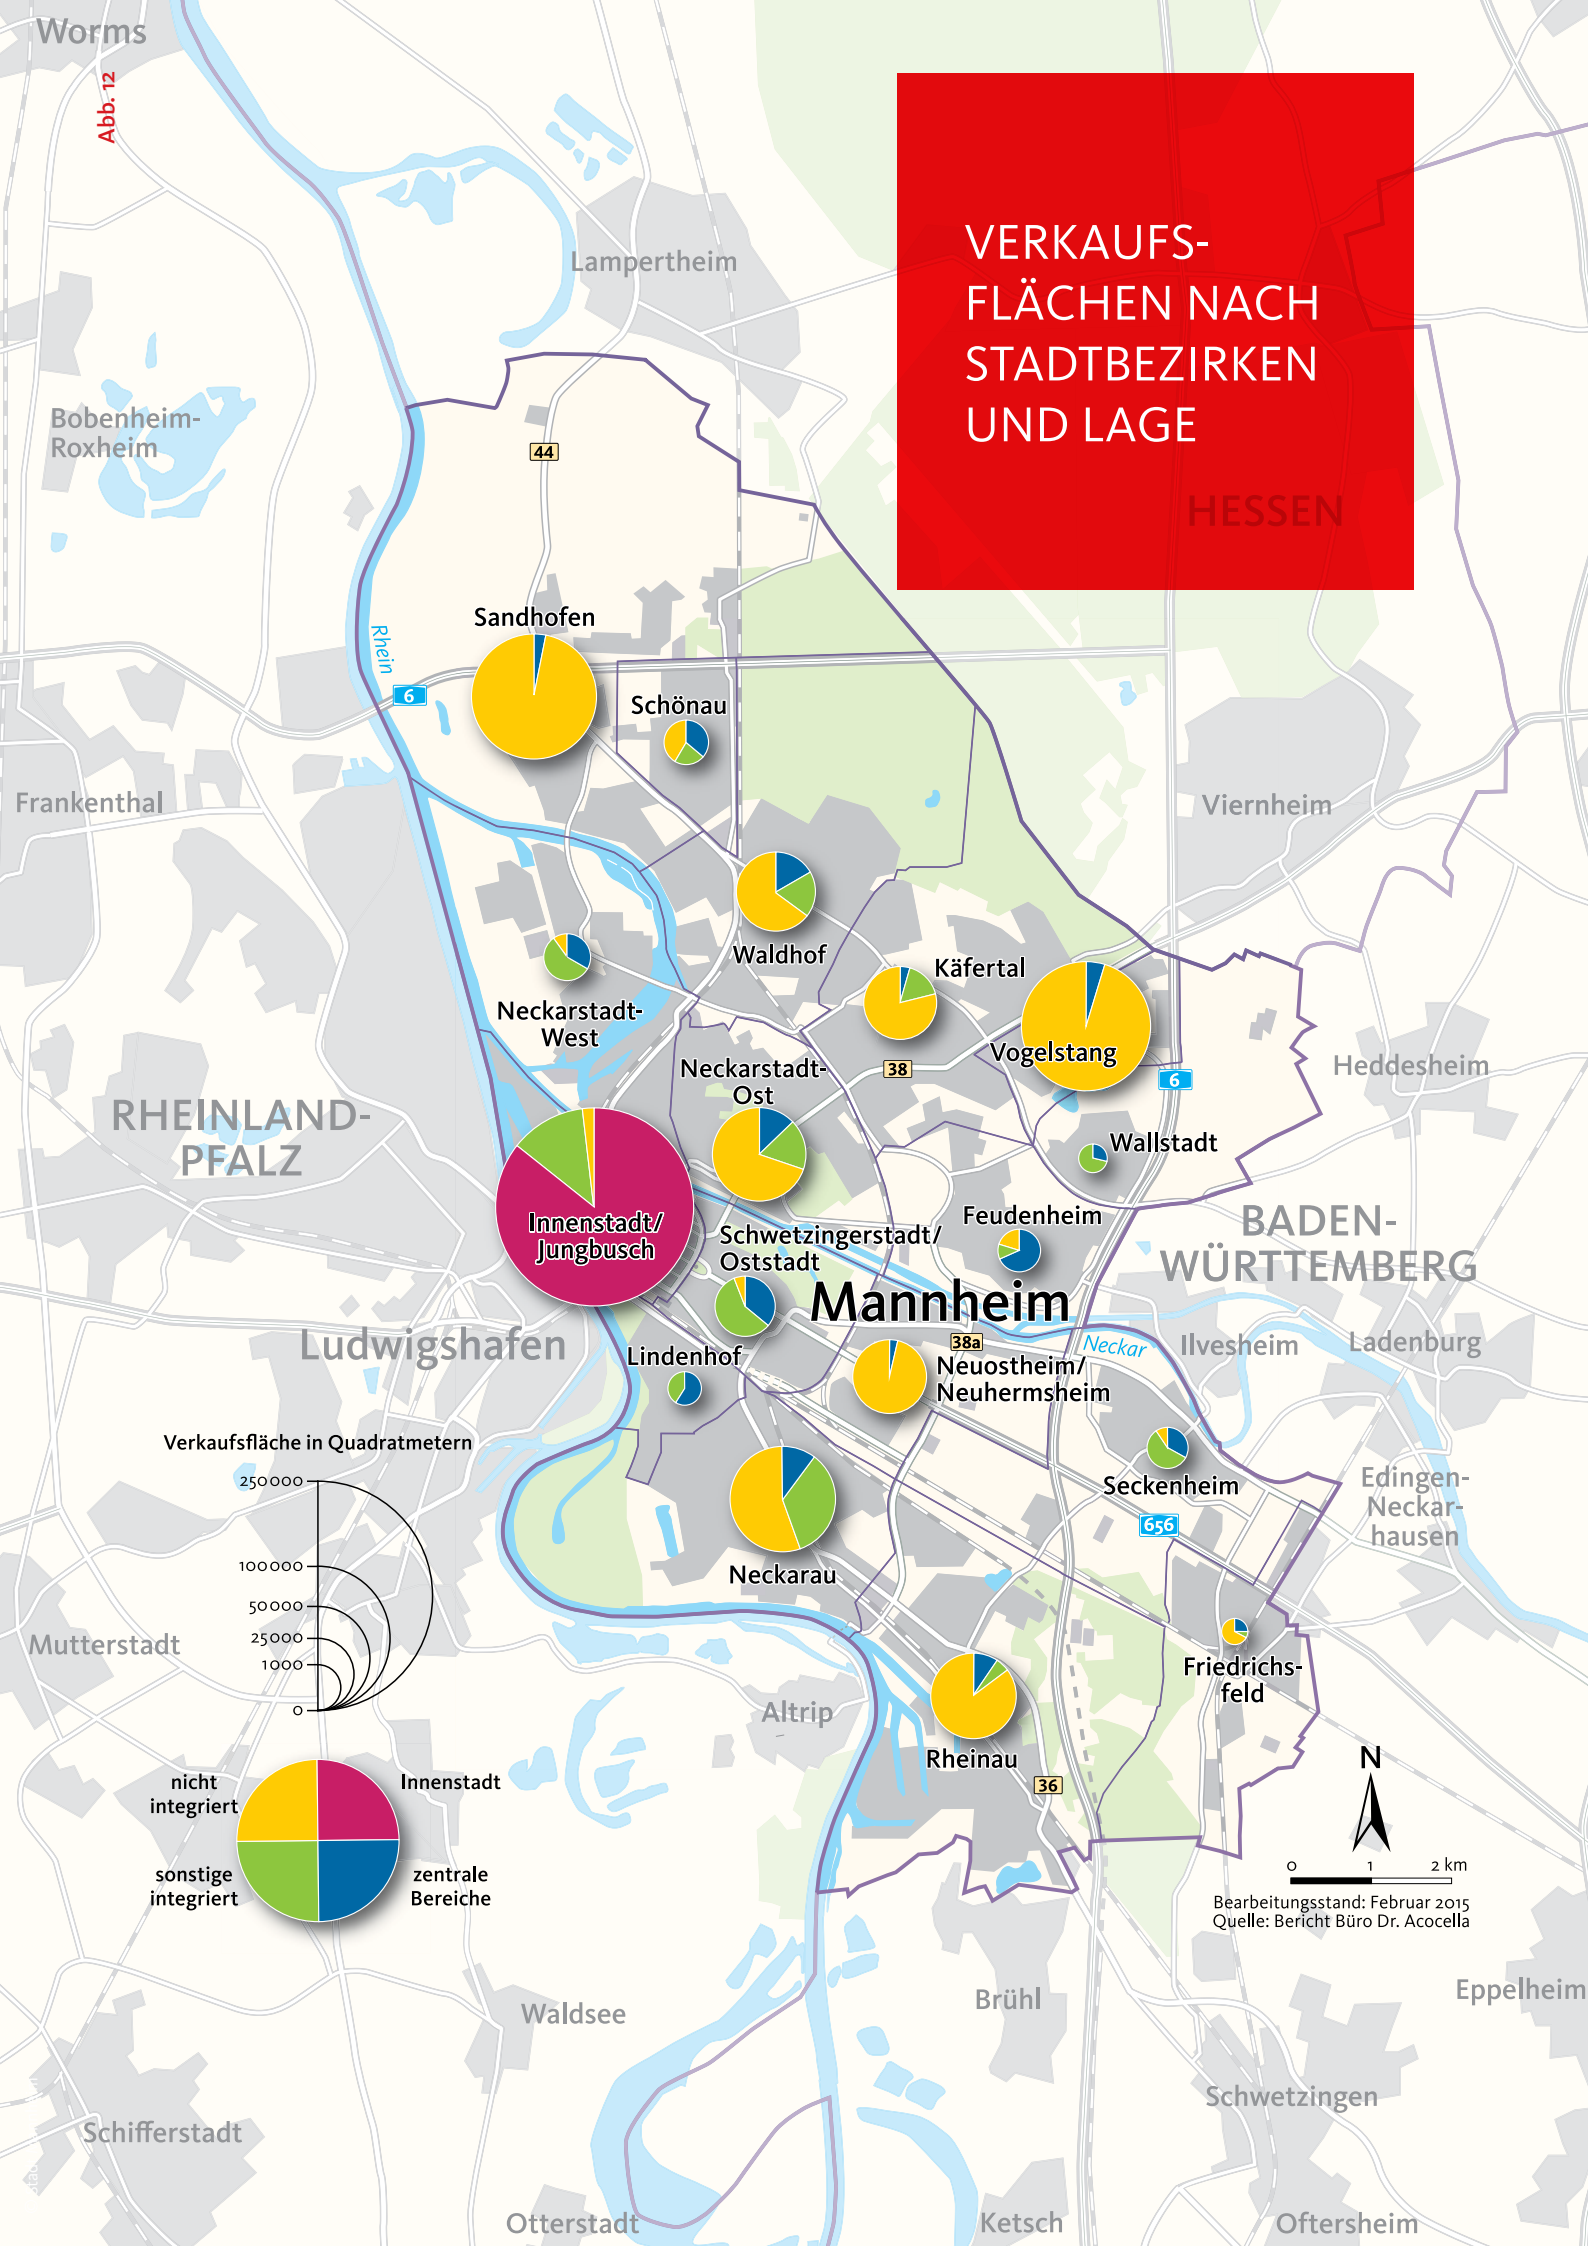 Worms
Abb. 12
VERKAUFS-
FLÄCHEN NACH
STADTBEZIRKEN
UND LAGE
HESSEN
Lampertheim
Bobenheim-
Roxheim
44
Sandhofen
Rhein
6
Schönau
Frankenthal
Viernheim
Waldhof
Käfertal
Neckarstadt-
West
Vogelstang
38
6
Neckarstadt-
Ost
Heddesheim
RHEINLAND-
PFALZ
Wallstadt
Innenstadt/
Jungbusch
Feudenheim
Schwetzingerstadt/
Oststadt
BADEN-
WÜRTTEMBERG
Mannheim
Ludwigshafen
38a
Neckar
Ilvesheim
Ladenburg
Lindenhof
Neuostheim/
Neuhermsheim
Verkaufsfläche in Quadratmetern
250000
100000
50000
25000
1000
0
Seckenheim
Edingen-
Neckar-
hausen
656
Neckarau
Mutterstadt
Friedrichs-
feld
Altrip
Rheinau
36
N
nicht
integriert
Innenstadt
sonstige
integriert
zentrale
Bereiche
0 1 2 km
Bearbeitungsstand: Februar 2015
Quelle: Bericht Büro Dr. Acocella
Eppelheim
Waldsee
Brühl
Schwetzingen
Schifferstadt
Otterstadt
Ketsch
Oftersheim